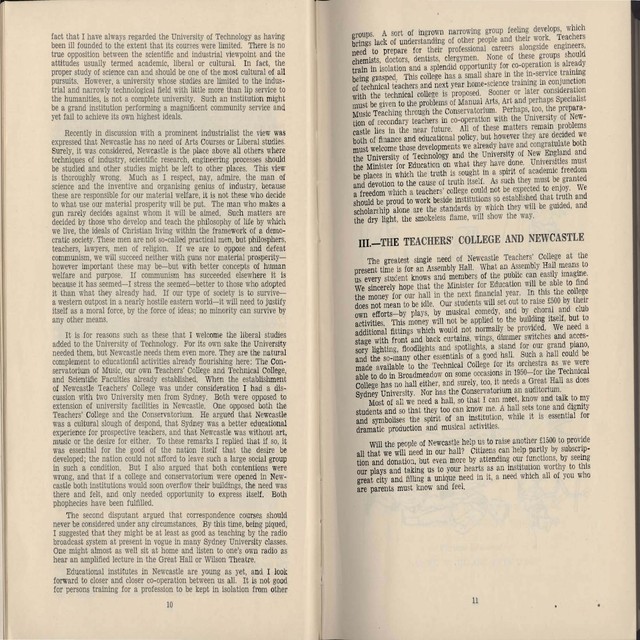 fact that I have always regarded the University of Technology as having
been ill founded to the extent that its courses were limited. There is no
true opposition between the scientific and industrial viewpoint and the
attitudes usually termed academic, liberal or cultural. In fact, the
proper study of science can and should be one of the most cultural of all
pursuits. However, a university whose studies are limited to the indus-
trial and narrowly technological field with little more than lip service to
the humanities, is not a complete university. Such an institution might
be a grand institution performing a magnificent community service and
yet fail to achieve its own highest ideals.
Recently in discussion with a prominent industrialist the view was
expressed that Newcastle has no need of Arts Courses or Liberal studies.
Surely, it was considered, Newcastle is the place above all others where
techniques of industry, scientific research, engineering processes should
be studied and other studies might be left to other places. This view
is thoroughly wrong. Much as I respect, nay, admire, the man of
science and the inventive and organising genius of industry, because
these are responsible for our material welfare, it is not these who decide
to what use our material prosperity will be put. The man who makes a
gun rarely decides against whom it will be aimed. Such matters are
decided by those who develop and teach the philosophy of life by which
we live, the ideals of Christian living within the framework of a demo-
cratic society. These men are not so-called practical men, but philosophers,
teachers, lawyers, men of religion. If we are to oppose and defeat
communism, we will succeed neither with guns nor material prosperity—
however important these may be—but with better concepts of human
welfare and purpose. If communism has succeeded elsewhere it is
because it has seemed—I stress the seemed—better to those who adopted
it than what they already had. If our type of society is to survive—
a western outpost in a nearly hostile eastern world—it will need to justify
itself as a moral force, by the force of ideas; no minority can survive by
any other means.
It is for reasons such as these that I welcome the liberal studies
added to the University of Technology. For its own sake the University
needed them, but Newcastle needs them even more. They are the natural
complement to educational activities already flourishing here: The Con-
servatorium of Music, our own Teachers' College and Technical College,
and Scientific Faculties already established. When the establishment
of Newcastle Teachers' College was under consideration I had a dis-
cussion with two University men from Sydney. Both were opposed to
extension of university facilities in Newcastle. One opposed both the
Teachers' College and the Conservatorium. He argued that Newcastle
was a cultural slough of despond, that Sydney was a better educational
experience for prospective teachers, and that Newcastle was without art,
music or the desire for either. To these remarks I replied that if so, it
was essential for the good of the nation itself that the desire be
developed; the nation could not afford to leave such a large social group
in such a condition. But I also argued that both contentions were
wrong, and that if a college and conservatorium were opened in New-
castle both institutions would soon overflow their buildings, the need was
there and felt, and only needed opportunity to express itself. Both
prophecies have been fulfilled.
The second disputant argued that correspondence courses should
never be considered under any circumstances. By this time, being piqued,
I suggested that they might be at least as good as teaching by the radio
broadcast system at present in vogue in many Sydney University classes.
One might almost as well sit at home and listen to one's own radio as
hear an amplified lecture in the Great Hall or Wilson Theatre.
Educational institutes in Newcastle are young as yet, and I look
forward to closer and closer co-operation between us all. It is not good
for persons training for a profession to be kept in isolation from other
10
groups. A sort of ingrown narrowing group feeling develops, which
brings lack of understanding of other people and their work. Teachers
need to prepare for their professional careers alongside engineers,
chemists, doctors, dentists, clergymen. None of these groups should
train in isolation and a splendid opportunity for co-operation is already
being grasped. This college has a small share in the in-service training
of technical teachers and next year home-science training in conjunction
with the technical college is proposed. Sooner or later consideration
must be given to the problems of Manual Arts, Art and perhaps Specialist
Music Teaching through the Conservatorium. Perhaps, too, the prepara-
tion of secondary teachers in co-operation with the University of New-
castle lies in the near future. All of these matters remain problems
both of finance and educational policy, but however they are decided we
must welcome those developments we already have and congratulate both
the University of Technology and the University of New England and
the Minister for Education on what they have done. Universities must
be places in which the truth is sought in a spirit of academic freedom
and devotion to the cause of truth itself. As such they must be granted
a freedom which a teachers' college could not be expected to enjoy. We
should be proud to work beside institutions so established that truth and
scholarship alone are the standards by which they will be guided, and
the dry light, the smokeless flame, will show the way.
III.—THE TEACHERS' COLLEGE AND NEWCASTLE
The greatest single need of Newcastle Teachers' College at the
present time is for an Assembly Hall. What an Assembly Hall means to
us every student knows and members of the public can easily imagine.
We sincerely hope that the Minister for Education will be able to find
the money for our hall in the next financial year. In this the college
does not mean to be idle. Our students will set out to raise £500 by their
own efforts—by plays, by musical comedy, and by choral and club
activities. This money will not be applied to the building itself, but to
additional fittings which would not normally be provided. We need a
stage with front and back curtains, wings, dimmer switches and acces-
sory lighting, floodlights and spotlights, a stand for our grand piano,
and the so-many other essentials of a good hall. Such a hall could be
made available to the Technical College for its orchestra as we were
able to do in Broadmeadow on some occasions in 1950—for the Technical
College has no hall either, and surely, too, it needs a Great Hall as does
Sydney University. Nor has the Conservatorium an auditorium.
Most of all we need a hall, so that I can meet, know and talk to my
students and so that they too can know me. A hall sets tone and dignity
and symbolises the spirit of an institution, while it is essential for
dramatic production and musical activities.
Will the people of Newcastle help us to raise another £1500 to provide
all that we will need in our hall? Citizens can help partly by subscrip-
tion and donation, but even more by attending our functions, by seeing
our plays and taking us to your hearts as an institution worthy to this
great city and filling a unique need in it, a need which all of you who
are parents must know and feel.
11